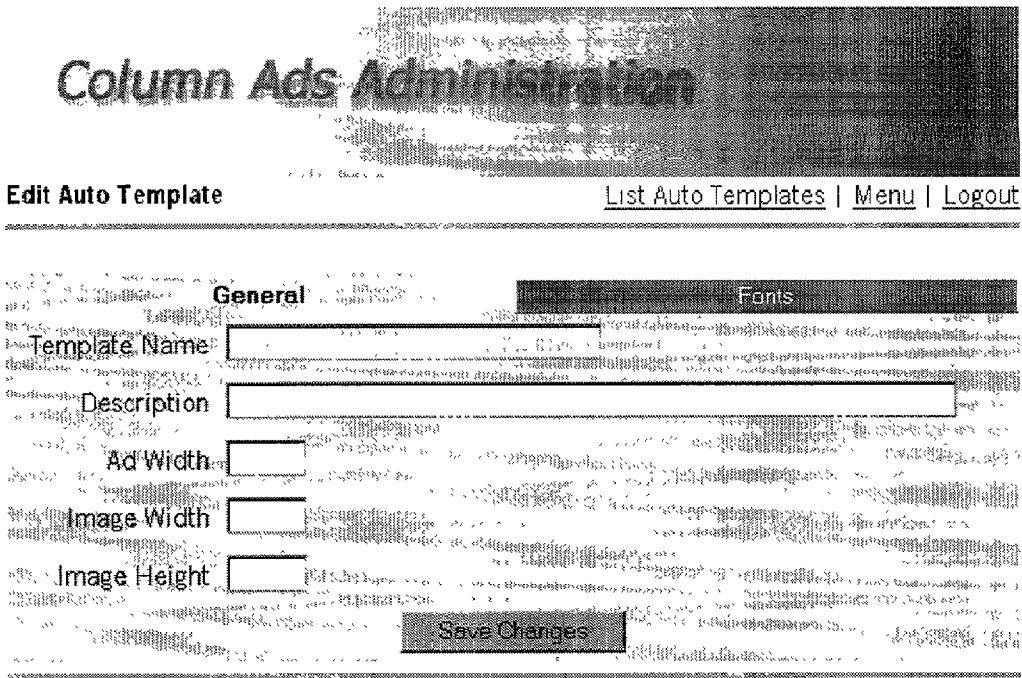 Column Ads Administration
Edit Auto Template
List Auto Templates | Menu | Logout
General
Fonts
Template Name
Description
Ad Width
Image Width
Image Height
Save Changes